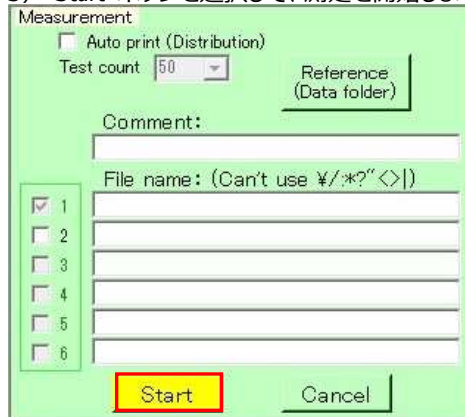 Measurement
Auto print (Distribution)
Test count 50
Reference
(Data folder)
Comment:
File name: (Can't use ¥/:*?"<>|)
1
2
3
4
5
6
Start Cancel